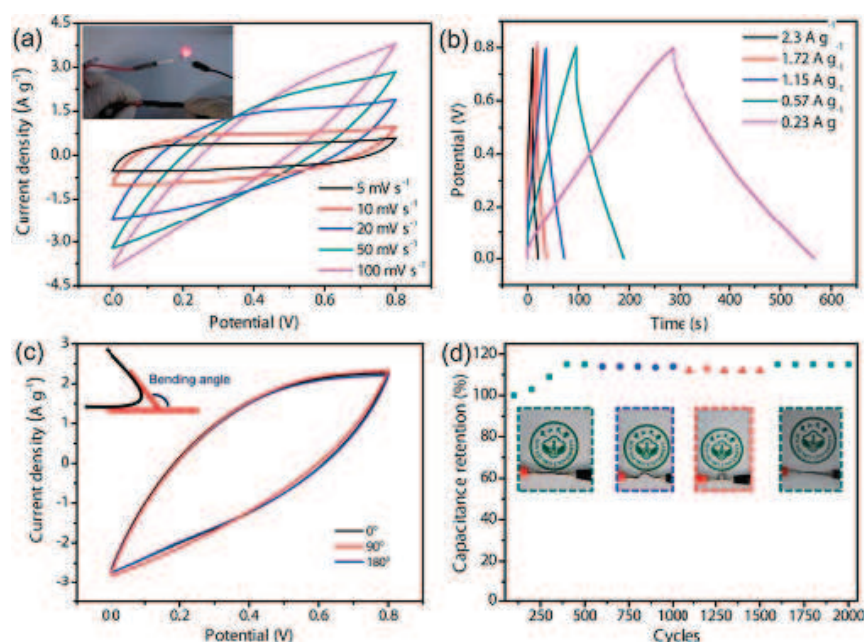 (a)
Current density (A g⁻¹)
4.5
3.0
1.5
0.0
-1.5
-3.0
4.5
5 mV s⁻¹
10 mV s⁻¹
20 mV s⁻¹
50 mV s⁻¹
100 mV s⁻¹
0.0 0.2 0.4 0.6 0.8
Potential (V)
(b)
Potential (V)
0.8
0.6
0.4
0.2
0.0
2.3 A g⁻¹
1.72 A g⁻¹
1.15 A g⁻¹
0.57 A g⁻¹
0.23 A g⁻¹
0 100 200 300 400 500 600
Time (s)
(c)
Current density (A g⁻¹)
3
2
1
0
-1
-2
-3
Bending angle
0°
90°
180°
0.0 0.2 0.4 0.6 0.8
Potential (V)
(d)
Capacitance retention (%)
120
100
80
60
40
20
0
250 500 750 1000 1250 1500 1750 2000
Cycles